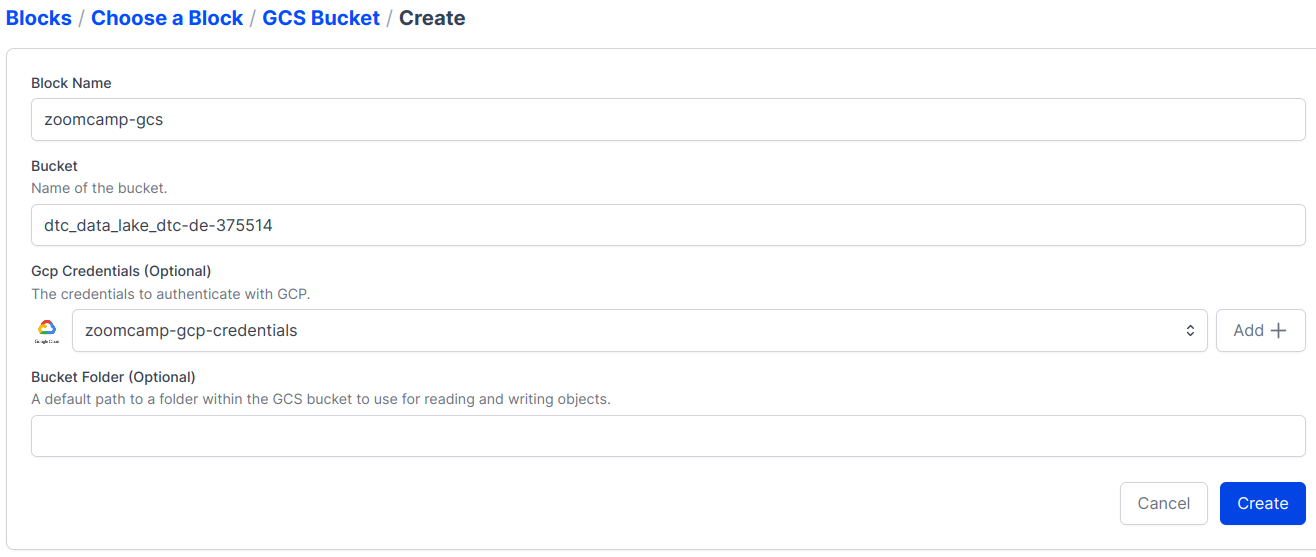 Blocks / Choose a Block / GCS Bucket / Create
Block Name
zoomcamp-gcs
Bucket
Name of the bucket.
dtc_data_lake_dtc-de-375514
Gcp Credentials (Optional)
The credentials to authenticate with GCP.
Google Cloud
zoomcamp-gcp-credentials
Add
Bucket Folder (Optional)
A default path to a folder within the GCS bucket to use for reading and writing objects.
Cancel
Create